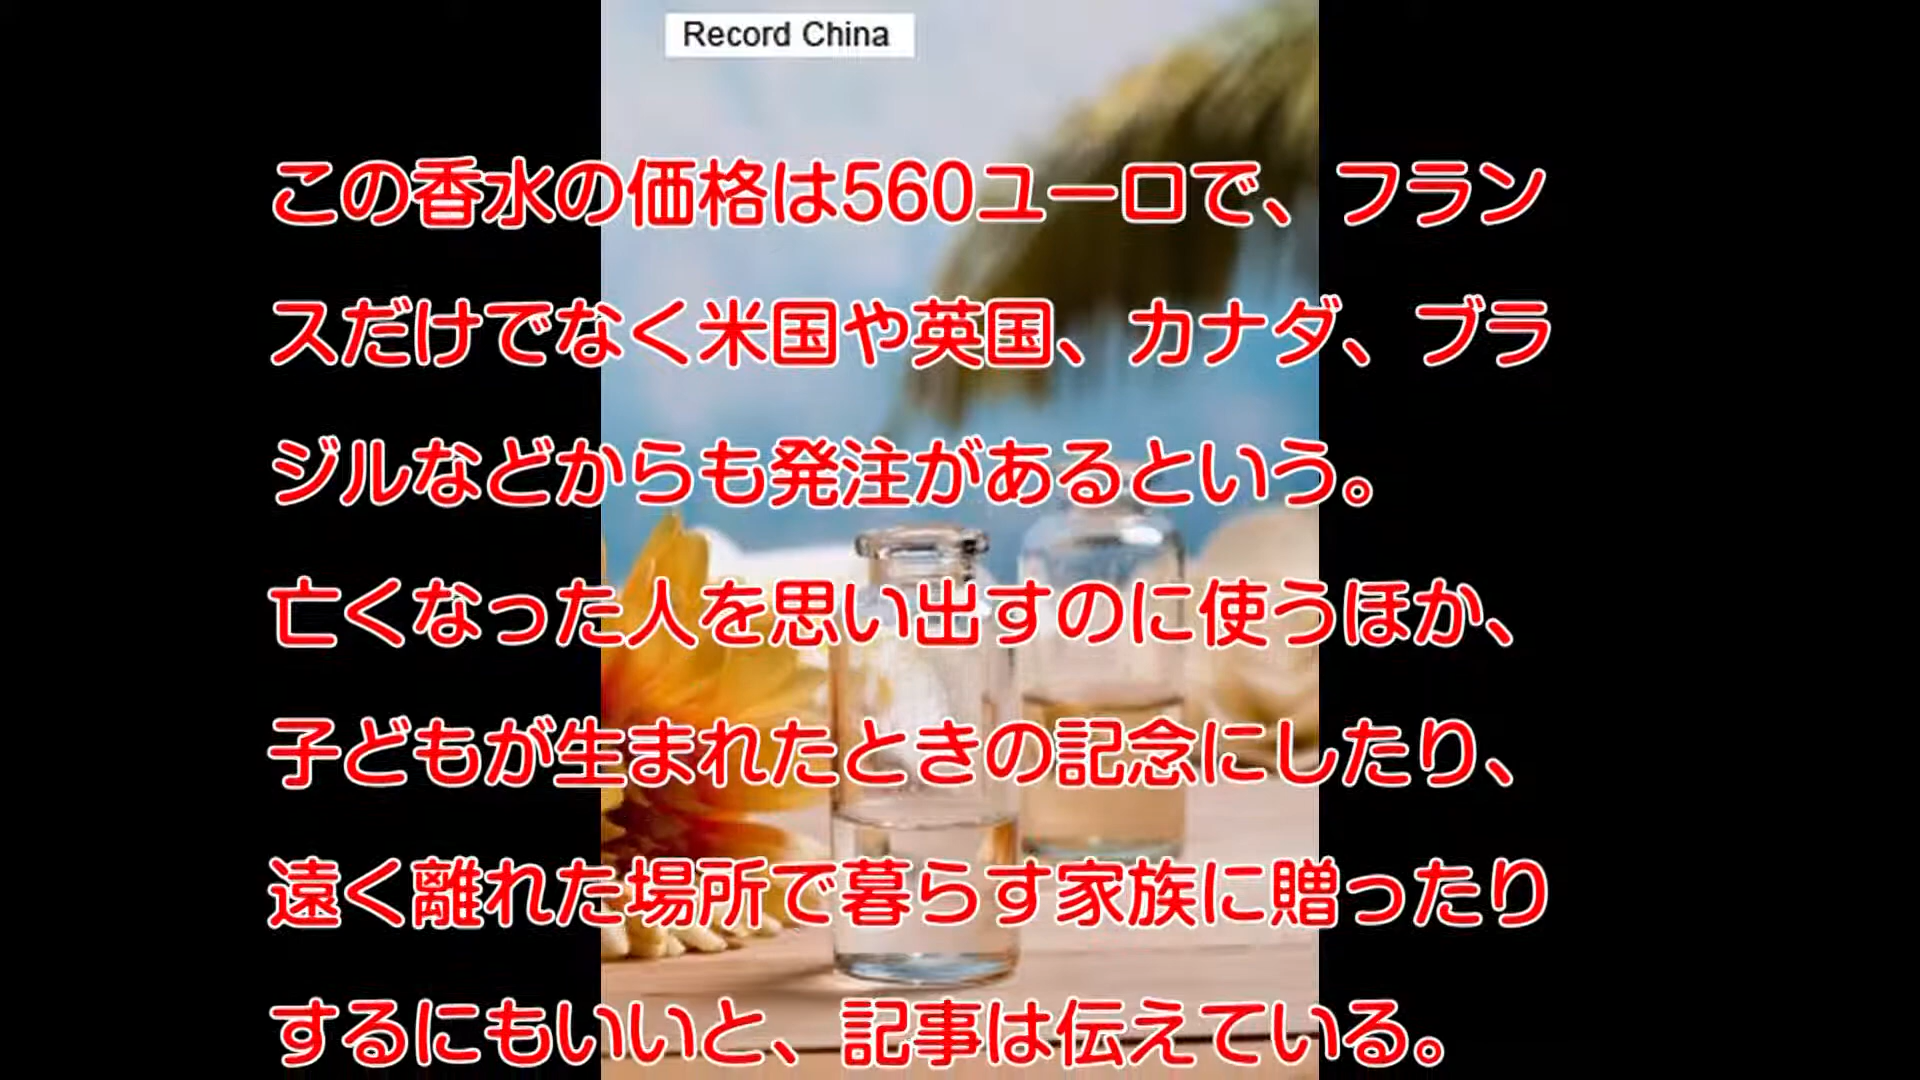 Record China
この香水の価格は560ユーロで、フラン
スだけでなく米国や英国、カナダ、ブラ
ジルなどからも発注があるという。
亡くなった人を思い出すのに使うほか、
子どもが生まれたときの記念にしたり、
遠く離れた場所で暮らす家族に贈ったり
するにもいいと、記事は伝えている。